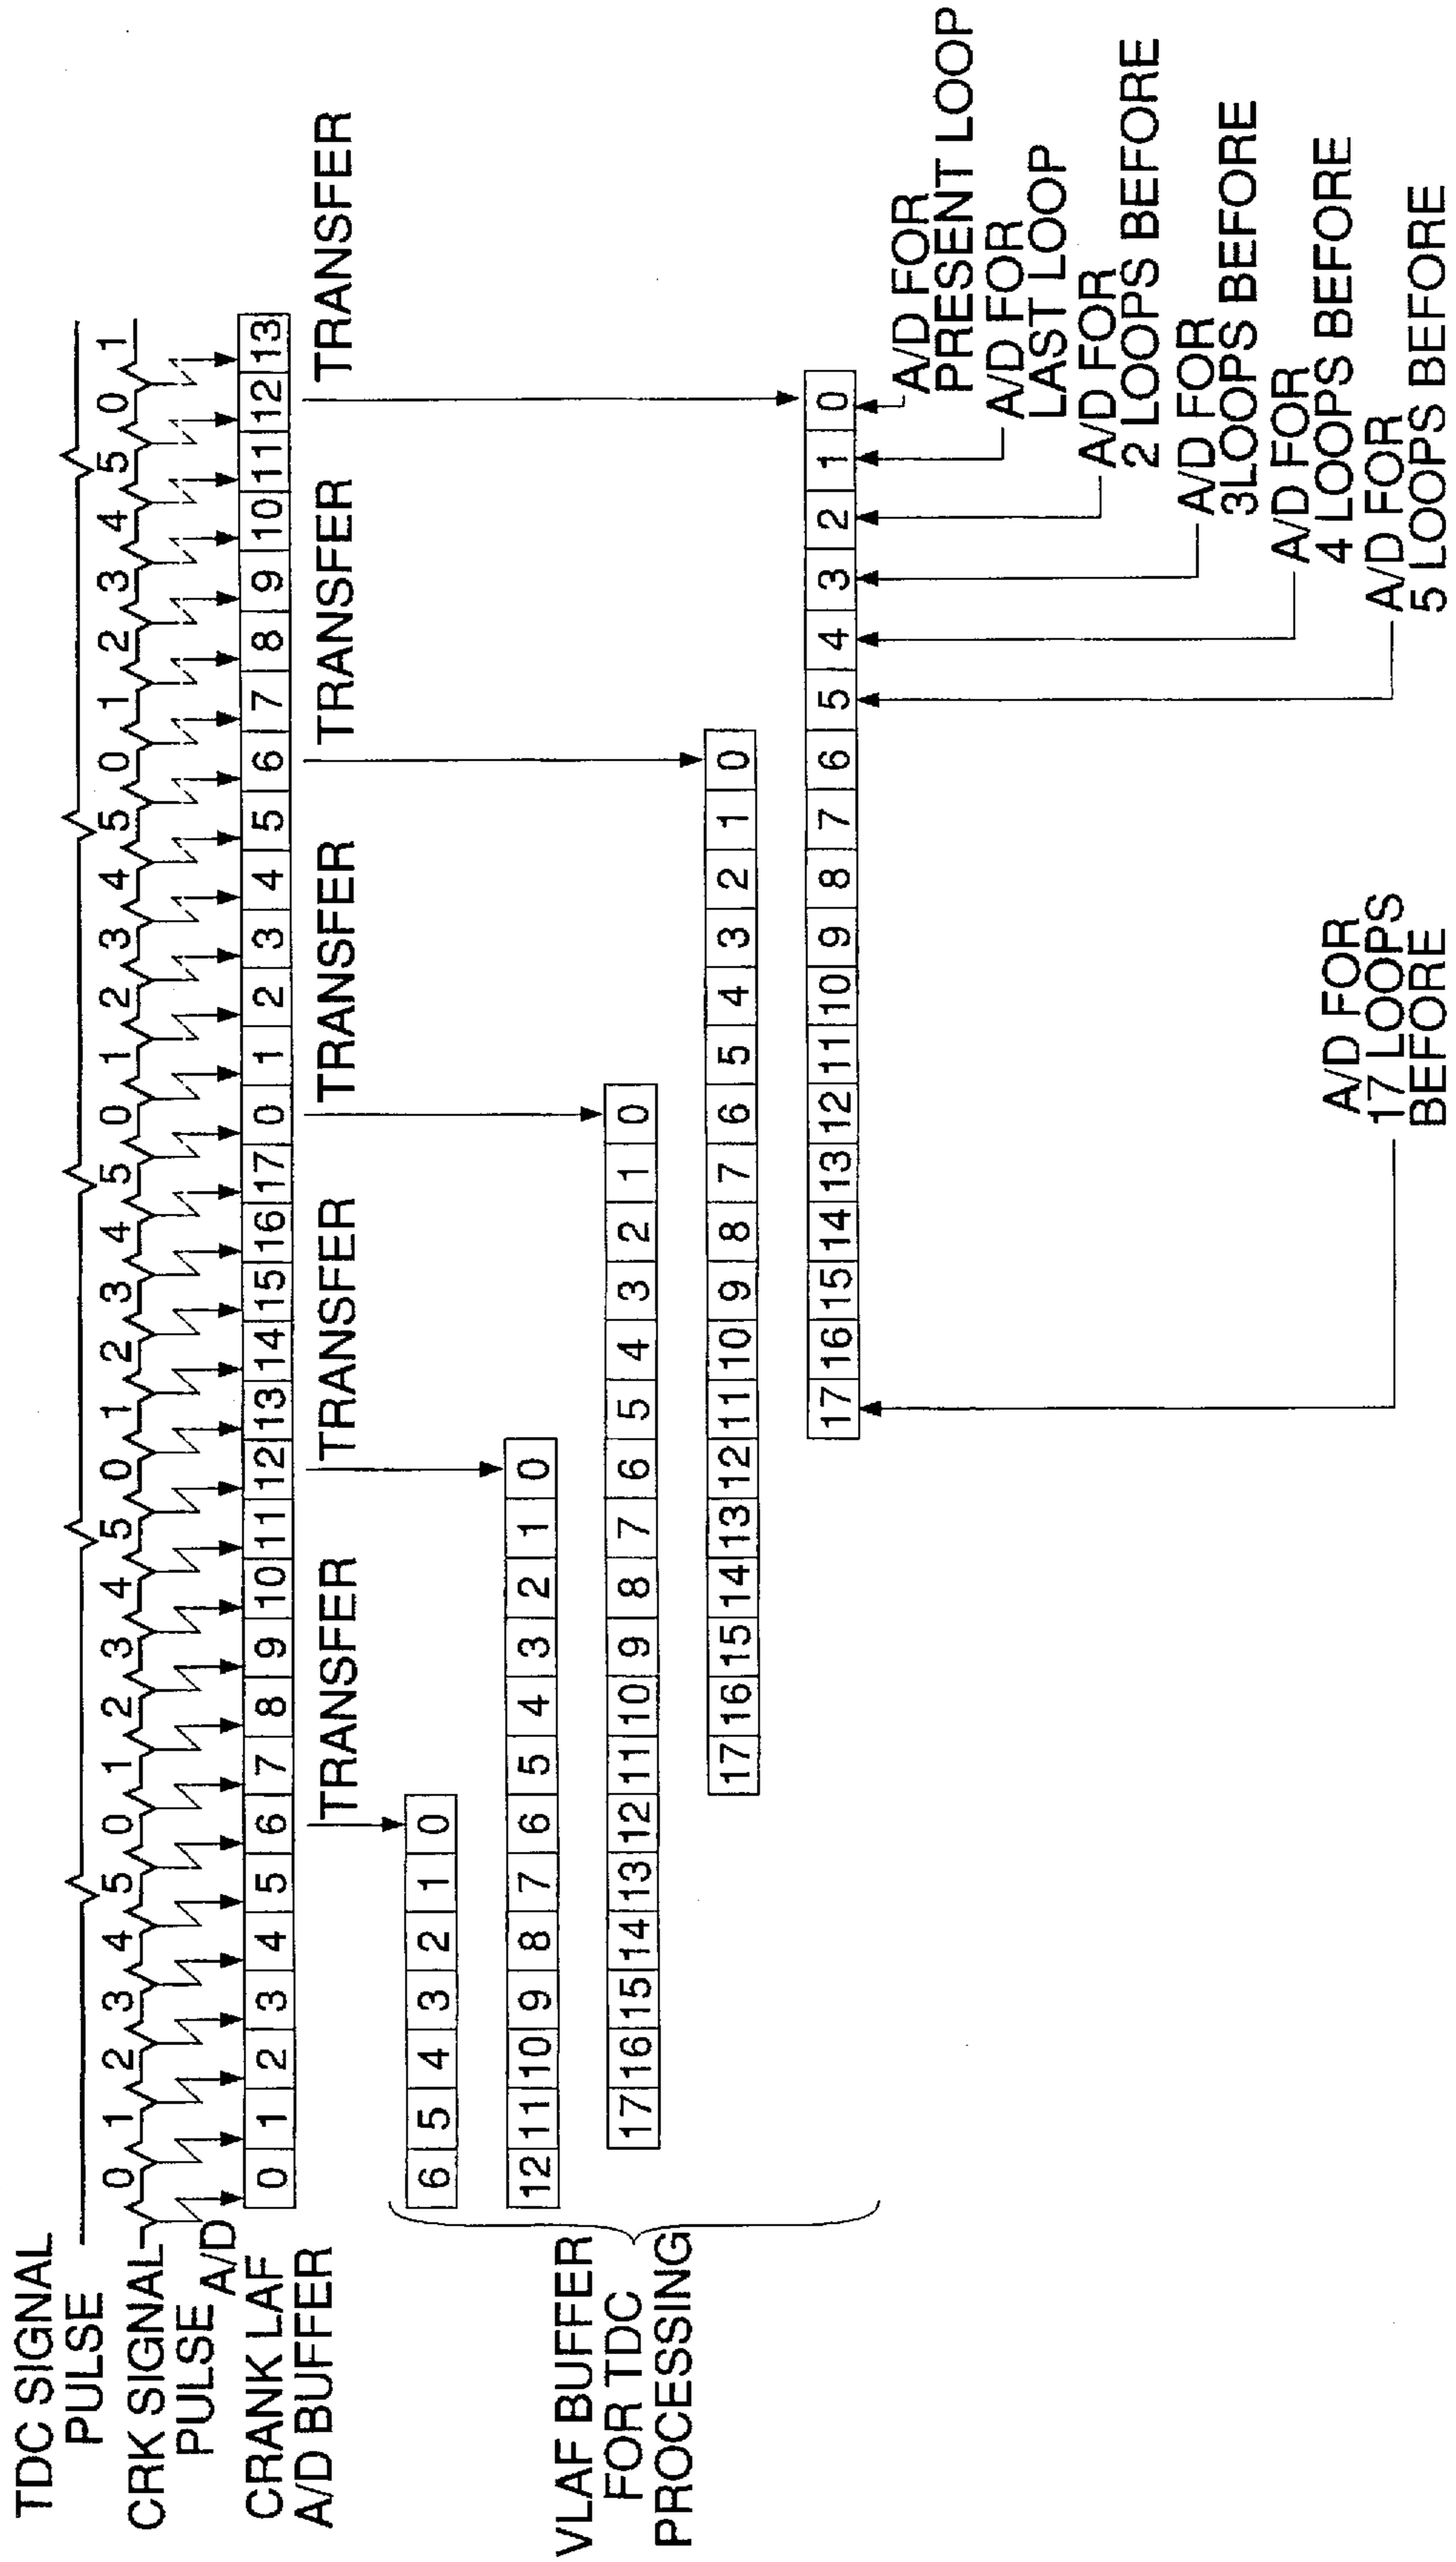 TDC SIGNAL
PULSE
0 1 2 3 4 5 0 1 2 3 4 5 0 1 2 3 4 5 0 1 2 3 4 5 0 1 2 3 4 5 0 1
CRK SIGNAL
PULSE
A/D
CRANK LAF
A/D BUFFER
0 1 2 3 4 5 6 7 8 9 10 11 12 13 14 15 16 17 0 1 2 3 4 5 6 7 8 9 10 11 12 13
TRANSFER TRANSFER TRANSFER TRANSFER TRANSFER
VLAF BUFFER
FOR TDC
PROCESSING
6 5 4 3 2 1 0
12 11 10 9 8 7 6 5 4 3 2 1 0
17 16 15 14 13 12 11 10 9 8 7 6 5 4 3 2 1 0
17 16 15 14 13 12 11 10 9 8 7 6 5 4 3 2 1 0
17 16 15 14 13 12 11 10 9 8 7 6 5 4 3 2 1 0
A/D FOR
PRESENT LOOP
A/D FOR
LAST LOOP
A/D FOR
2 LOOPS BEFORE
A/D FOR
3LOOPS BEFORE
A/D FOR
4 LOOPS BEFORE
A/D FOR
5 LOOPS BEFORE
A/D FOR
17 LOOPS
BEFORE